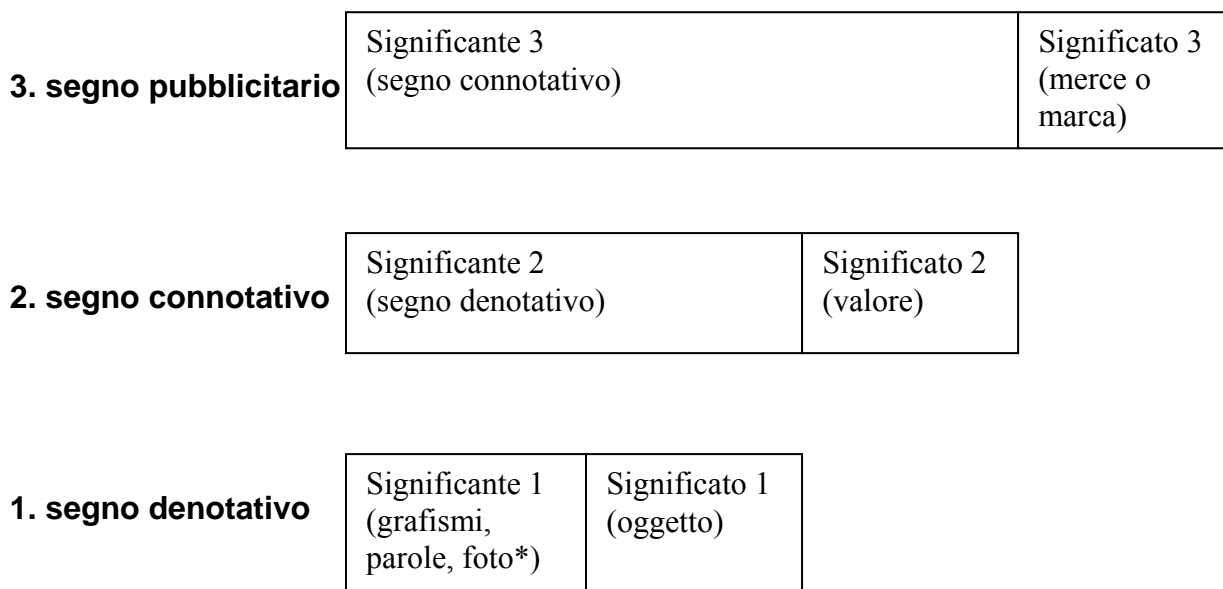 3. segno pubblicitario
Significante 3
(segno connotativo)
Significato 3
(merce o
marca)
2. segno connotativo
Significante 2
(segno denotativo)
Significato 2
(valore)
1. segno denotativo
Significante 1
(grafismi,
parole, foto*)
Significato 1
(oggetto)